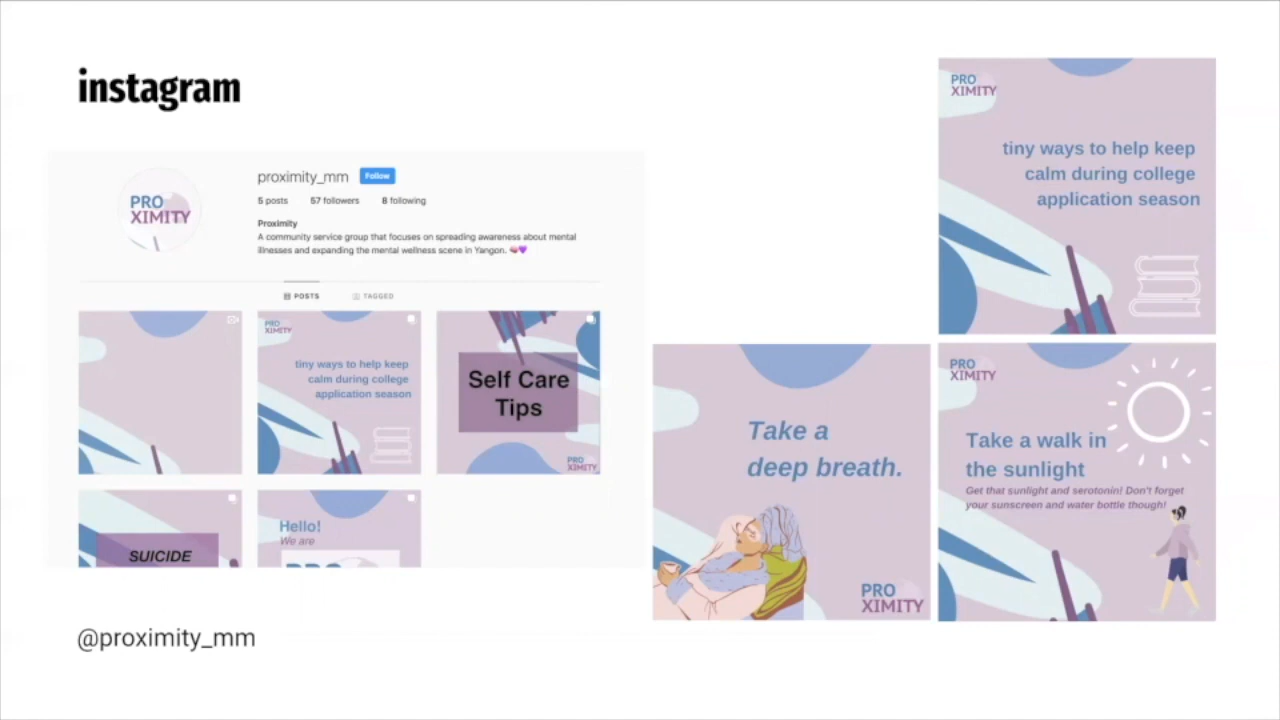 instagram
PRO
XIMITY
proximity_mm
Follow
5 posts 57 followers 8 following
Proximity
A community service group that focuses on spreading awareness about mental
illnesses and expanding the mental wellness scene in Yangon. 🧠💜
POSTS
TAGGED
PRO
XIMITY
tiny ways to help keep
calm during college
application season
Self Care
Tips
PRO
XIMITY
SUICIDE
Hello!
We are
@proximity_mm
Take a
deep breath.
PRO
XIMITY
PRO
XIMITY
tiny ways to help keep
calm during college
application season
PRO
XIMITY
Take a walk in
the sunlight
Get that sunlight and serotonin! Don't forget
your sunscreen and water bottle though!